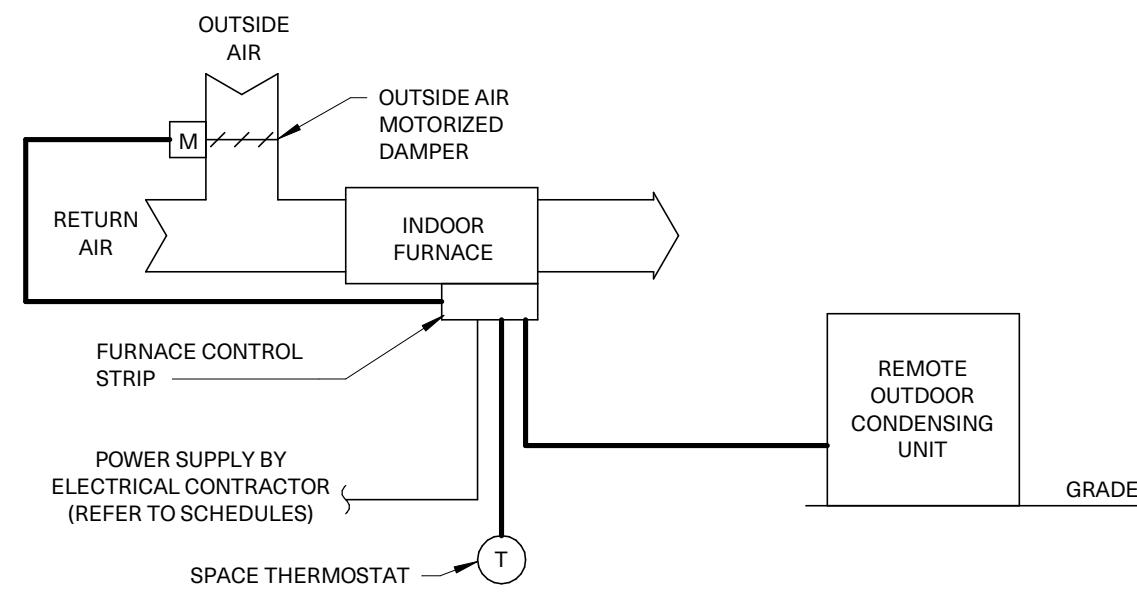 OUTSIDE
AIR
OUTSIDE AIR
MOTORIZED
DAMPER
M
RETURN
AIR
INDOOR
FURNACE
FURNACE CONTROL
STRIP
REMOTE
OUTDOOR
CONDENSING
UNIT
POWER SUPPLY BY
ELECTRICAL CONTRACTOR
(REFER TO SCHEDULES)
GRADE
T
SPACE THERMOSTAT